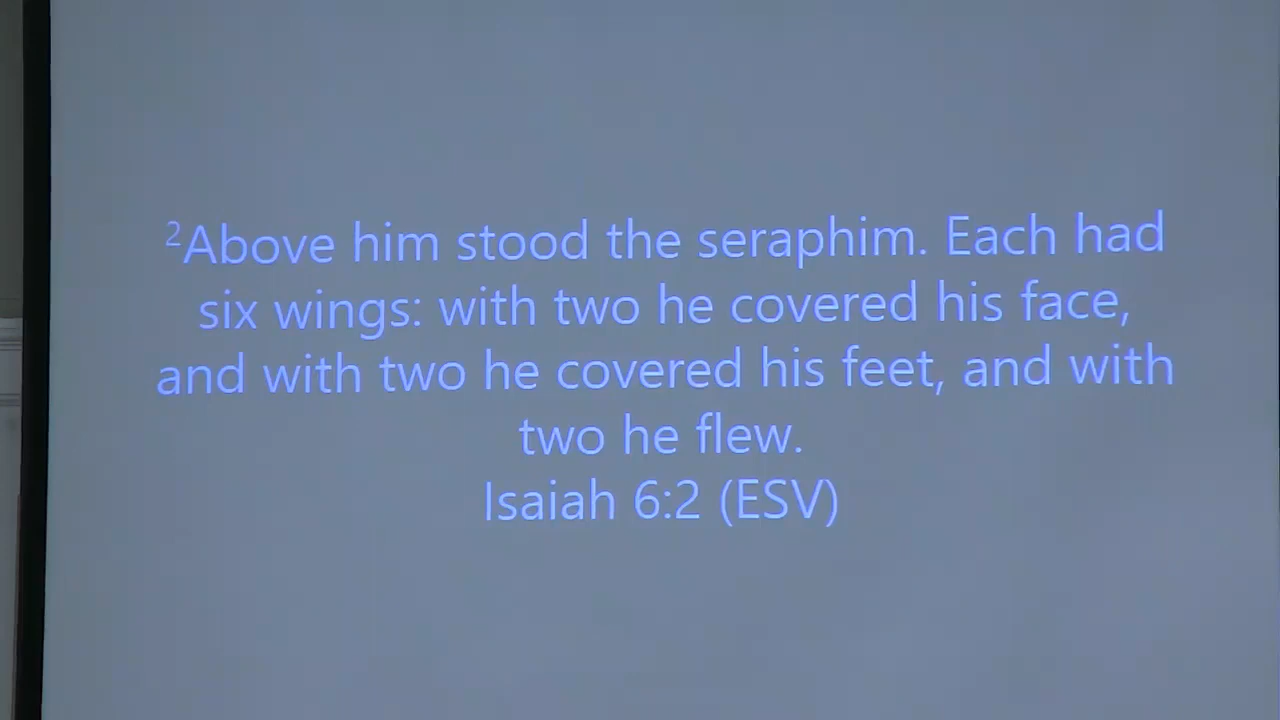 ²Above him stood the seraphim. Each had
six wings: with two he covered his face,
and with two he covered his feet, and with
two he flew.
Isaiah 6:2 (ESV)